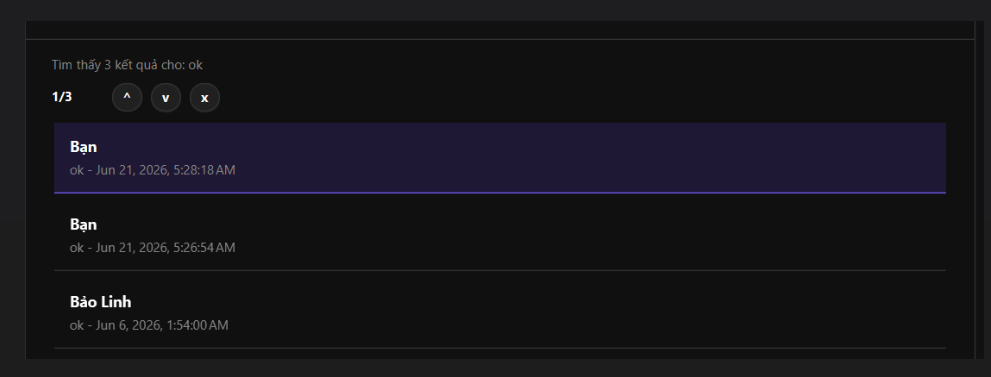 Tìm thấy 3 kết quả cho: ok
1/3 ^ v x
Bạn
ok - Jun 21, 2026, 5:28:18 AM
Bạn
ok - Jun 21, 2026, 5:26:54 AM
Bảo Linh
ok - Jun 6, 2026, 1:54:00 AM